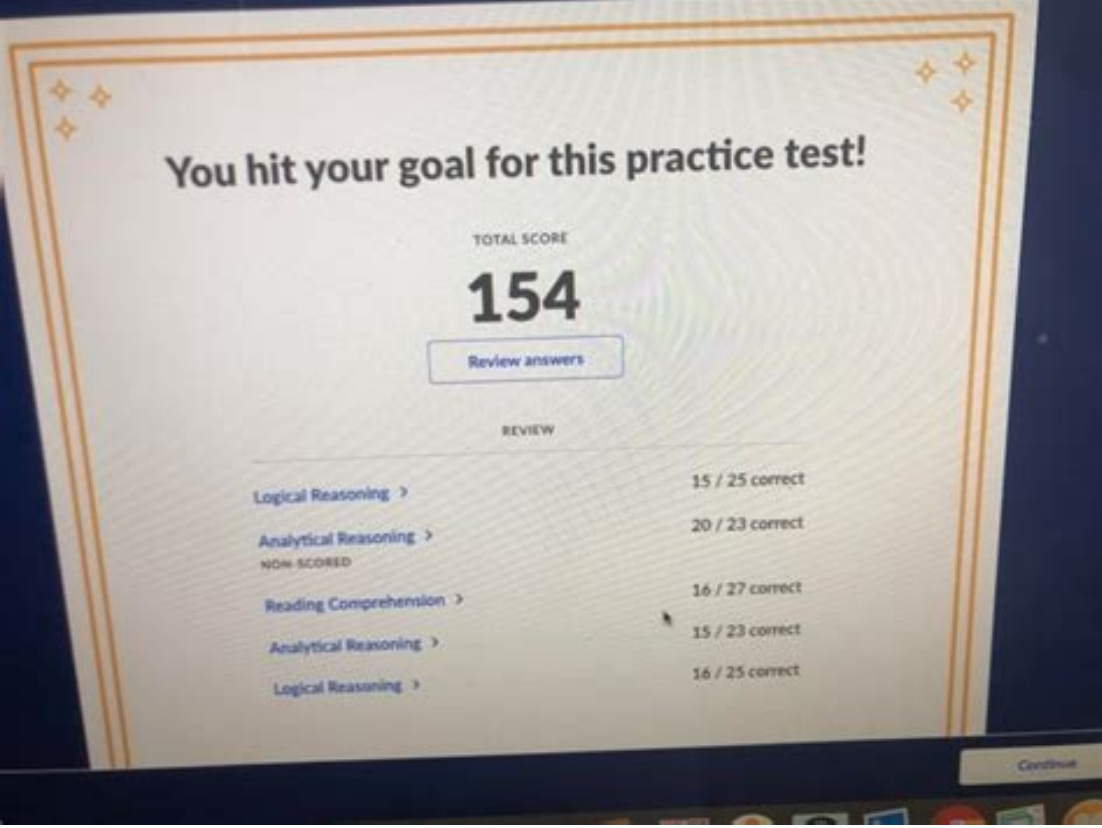 You hit your goal for this practice test!
TOTAL SCORE
154
Review answers
REVIEW
Logical Reasoning > 15 / 25 correct
Analytical Reasoning > 20 / 23 correct
NON-SCORED
Reading Comprehension > 16 / 27 correct
Analytical Reasoning > 15 / 23 correct
Logical Reasoning > 16 / 25 correct
Continue